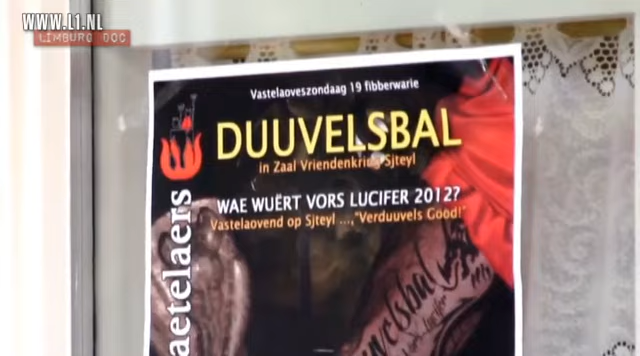 WWW.L1.NL
LIMBURG DOC
Vastelaoveszondaag 19 fibberwarie
DUUVELSBAL
in Zaal Vriendenkring Sjteyl
WAE WUËRT VORS LUCIFER 2012?
Vastelaovend op Sjteyl ...,"Verduuvels Good!"
aetelaers